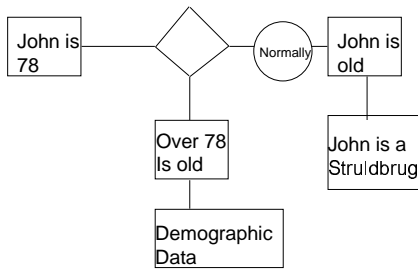 John is
78
Normally
John is
old
Over 78
Is old
John is a
Struldbrug
Demographic
Data